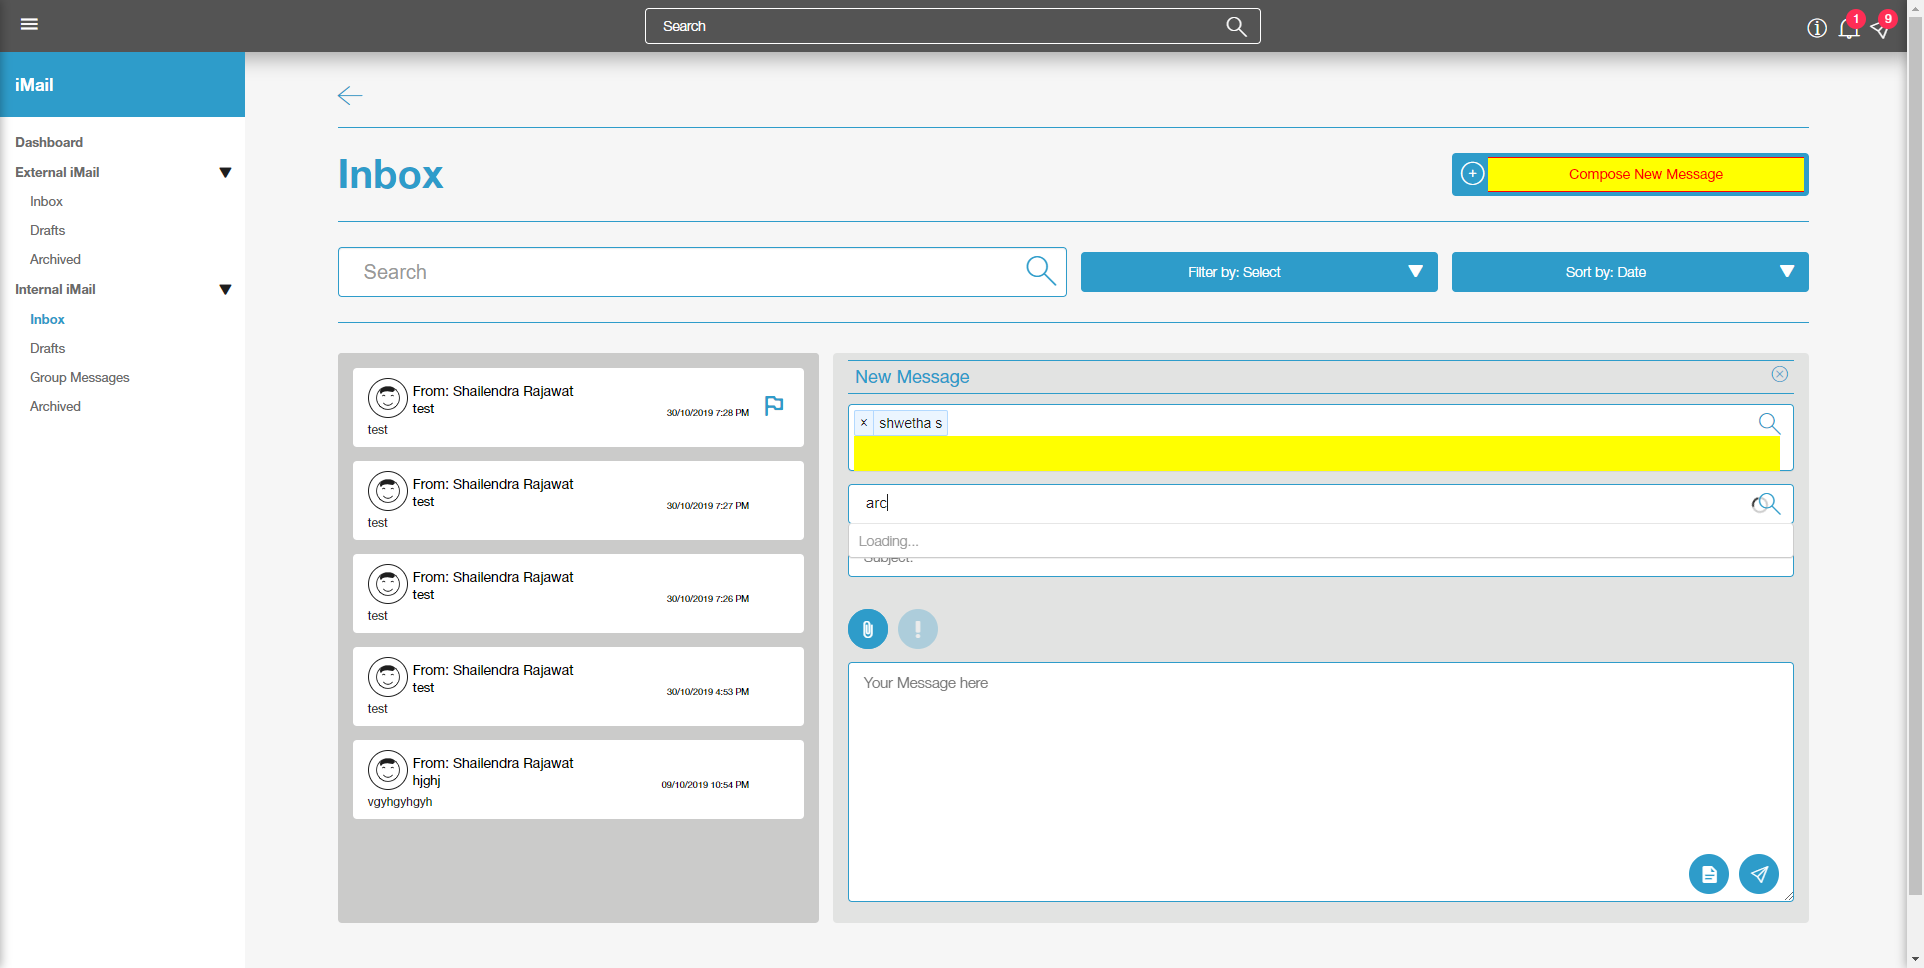 Search
1
9
iMail
Dashboard
External iMail
Inbox
Drafts
Archived
Internal iMail
Inbox
Drafts
Group Messages
Archived
Inbox
+ Compose New Message
Search
Filter by: Select
Sort by: Date
From: Shailendra Rajawat
test
30/10/2019 7:28 PM
test
From: Shailendra Rajawat
test
30/10/2019 7:27 PM
test
From: Shailendra Rajawat
test
30/10/2019 7:26 PM
test
From: Shailendra Rajawat
test
30/10/2019 4:53 PM
test
From: Shailendra Rajawat
hjghj
09/10/2019 10:54 PM
vgyhgyhgyh
New Message
× shwetha s
arc
Loading...
Subject:
Your Message here